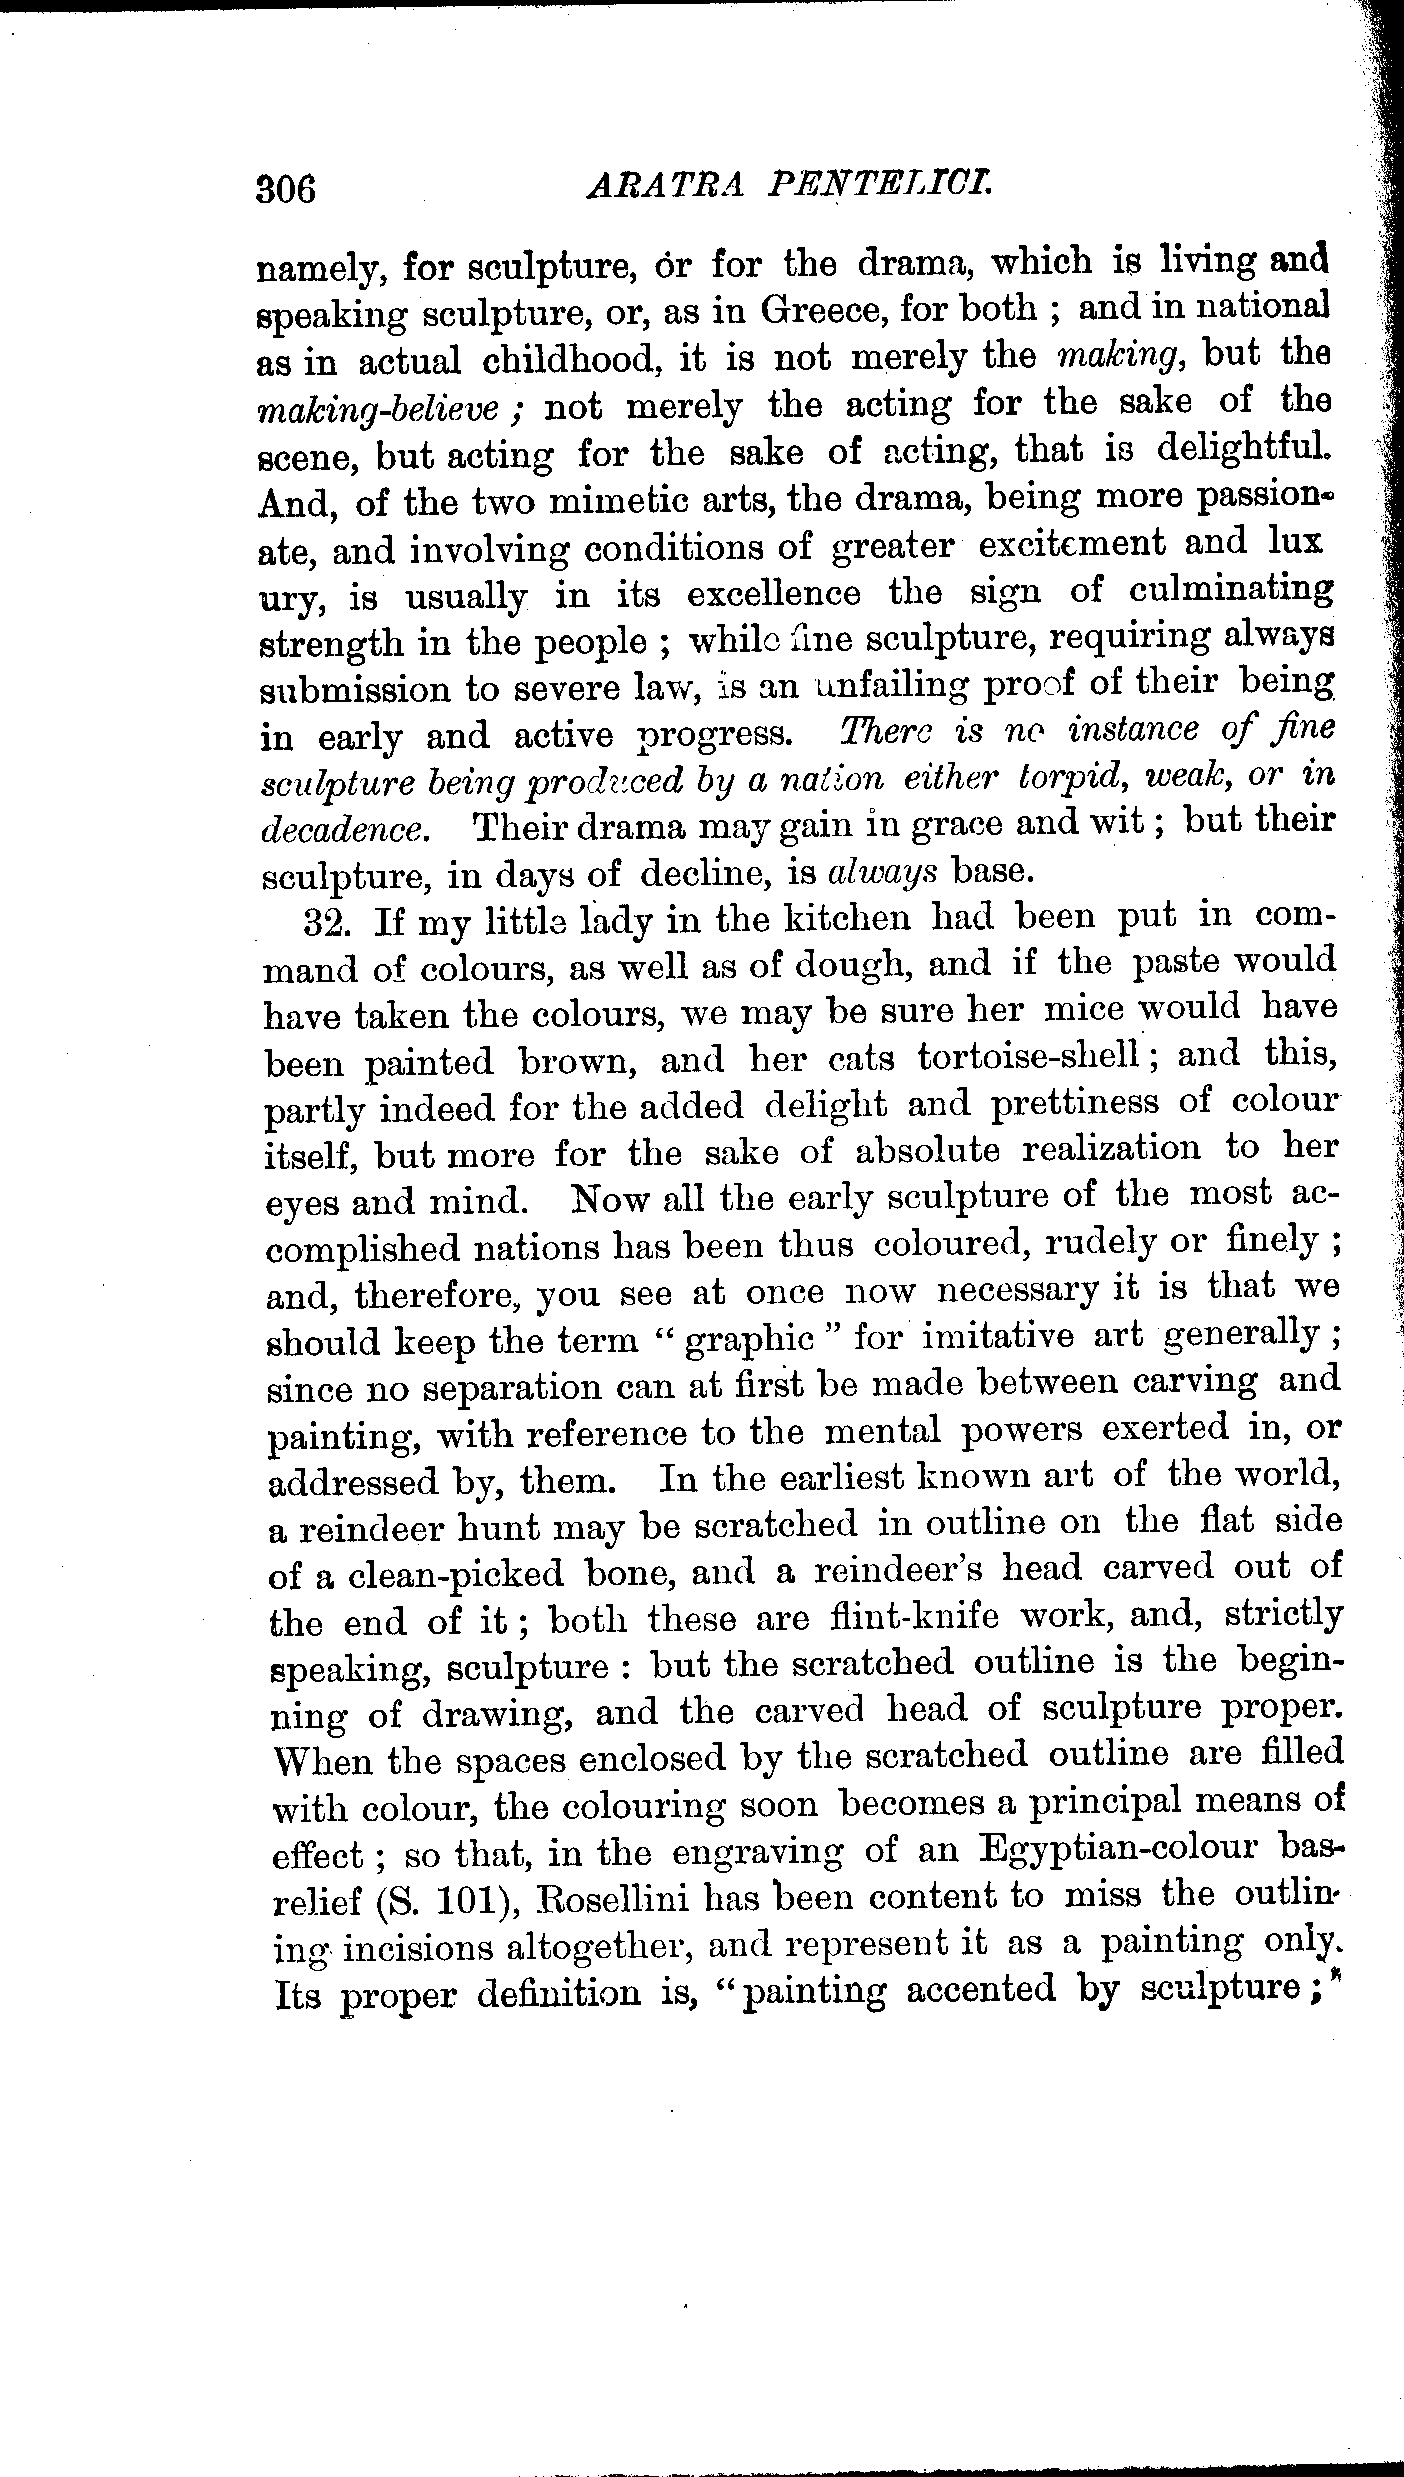 306 ARATRA PENTELICI.
namely, for sculpture, or for the drama, which is living and
speaking sculpture, or, as in Greece, for both ; and in national
as in actual childhood, it is not merely the making, but the
making-believe ; not merely the acting for the sake of the
scene, but acting for the sake of acting, that is delightful.
And, of the two mimetic arts, the drama, being more passion-
ate, and involving conditions of greater excitement and lux
ury, is usually in its excellence the sign of culminating
strength in the people ; while fine sculpture, requiring always
submission to severe law, is an unfailing proof of their being
in early and active progress. There is no instance of fine
sculpture being produced by a nation either torpid, weak, or in
decadence. Their drama may gain in grace and wit ; but their
sculpture, in days of decline, is always base.
32. If my little lady in the kitchen had been put in com-
mand of colours, as well as of dough, and if the paste would
have taken the colours, we may be sure her mice would have
been painted brown, and her cats tortoise-shell ; and this,
partly indeed for the added delight and prettiness of colour
itself, but more for the sake of absolute realization to her
eyes and mind. Now all the early sculpture of the most ac-
complished nations has been thus coloured, rudely or finely ;
and, therefore, you see at once now necessary it is that we
should keep the term “ graphic ” for imitative art generally ;
since no separation can at first be made between carving and
painting, with reference to the mental powers exerted in, or
addressed by, them. In the earliest known art of the world,
a reindeer hunt may be scratched in outline on the flat side
of a clean-picked bone, and a reindeer's head carved out of
the end of it ; both these are flint-knife work, and, strictly
speaking, sculpture : but the scratched outline is the begin-
ning of drawing, and the carved head of sculpture proper.
When the spaces enclosed by the scratched outline are filled
with colour, the colouring soon becomes a principal means of
effect ; so that, in the engraving of an Egyptian-colour bas-
relief (S. 101), Rosellini has been content to miss the outlin-
ing incisions altogether, and represent it as a painting only.
Its proper definition is, “painting accented by sculpture ;”